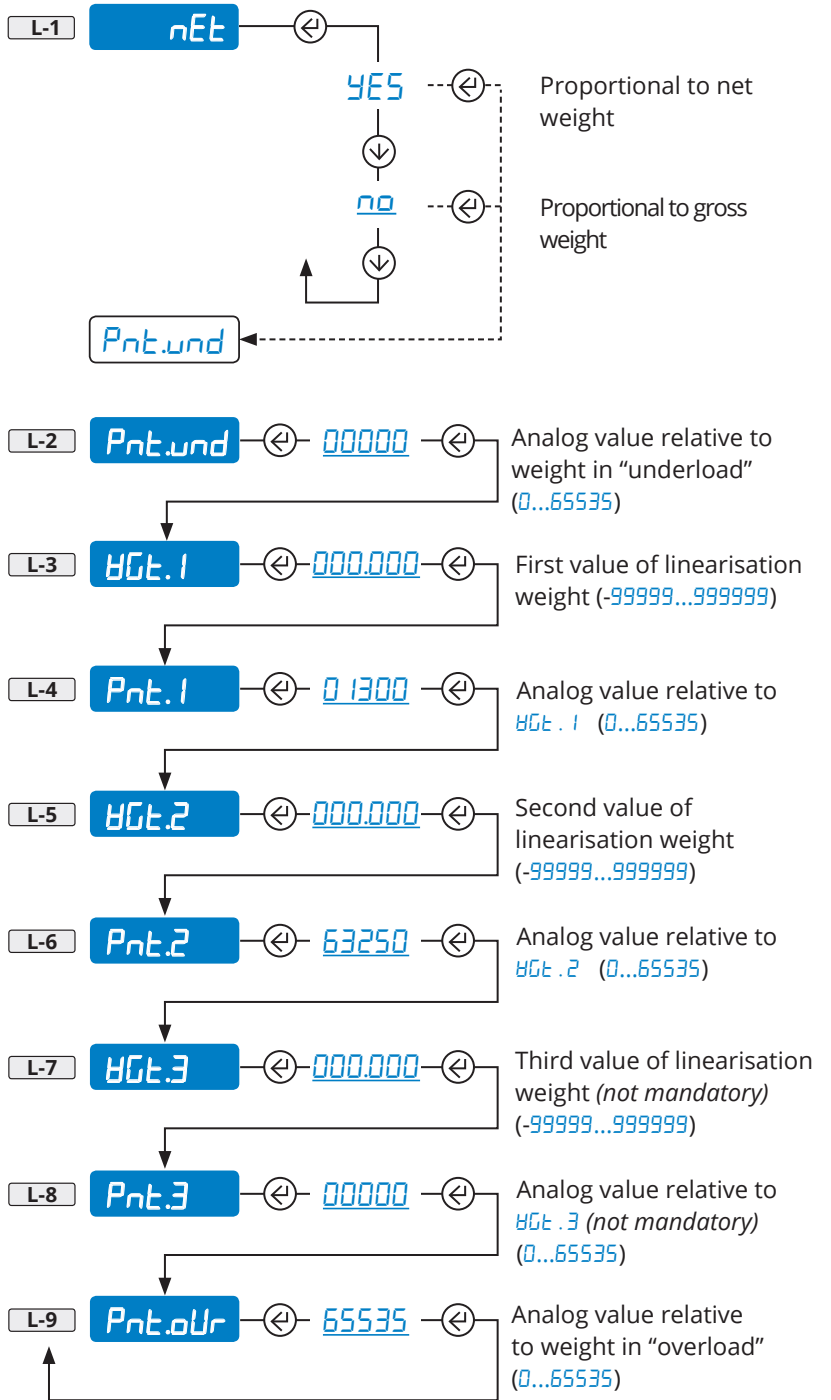 L-1 nEt
YES Proportional to net
weight
no Proportional to gross
weight
Pnt.und
L-2 Pnt.und 00000 Analog value relative to
weight in “underload”
(0...65535)
L-3 WGt.1 000.000 First value of linearisation
weight (-99999...999999)
L-4 Pnt.1 01300 Analog value relative to
WGt.1 (0...65535)
L-5 WGt.2 000.000 Second value of
linearisation weight
(-99999...999999)
L-6 Pnt.2 63250 Analog value relative to
WGt.2 (0...65535)
L-7 WGt.3 000.000 Third value of linearisation
weight (not mandatory)
(-99999...999999)
L-8 Pnt.3 00000 Analog value relative to
WGt.3 (not mandatory)
(0...65535)
L-9 Pnt.oUr 65535 Analog value relative
to weight in “overload”
(0...65535)